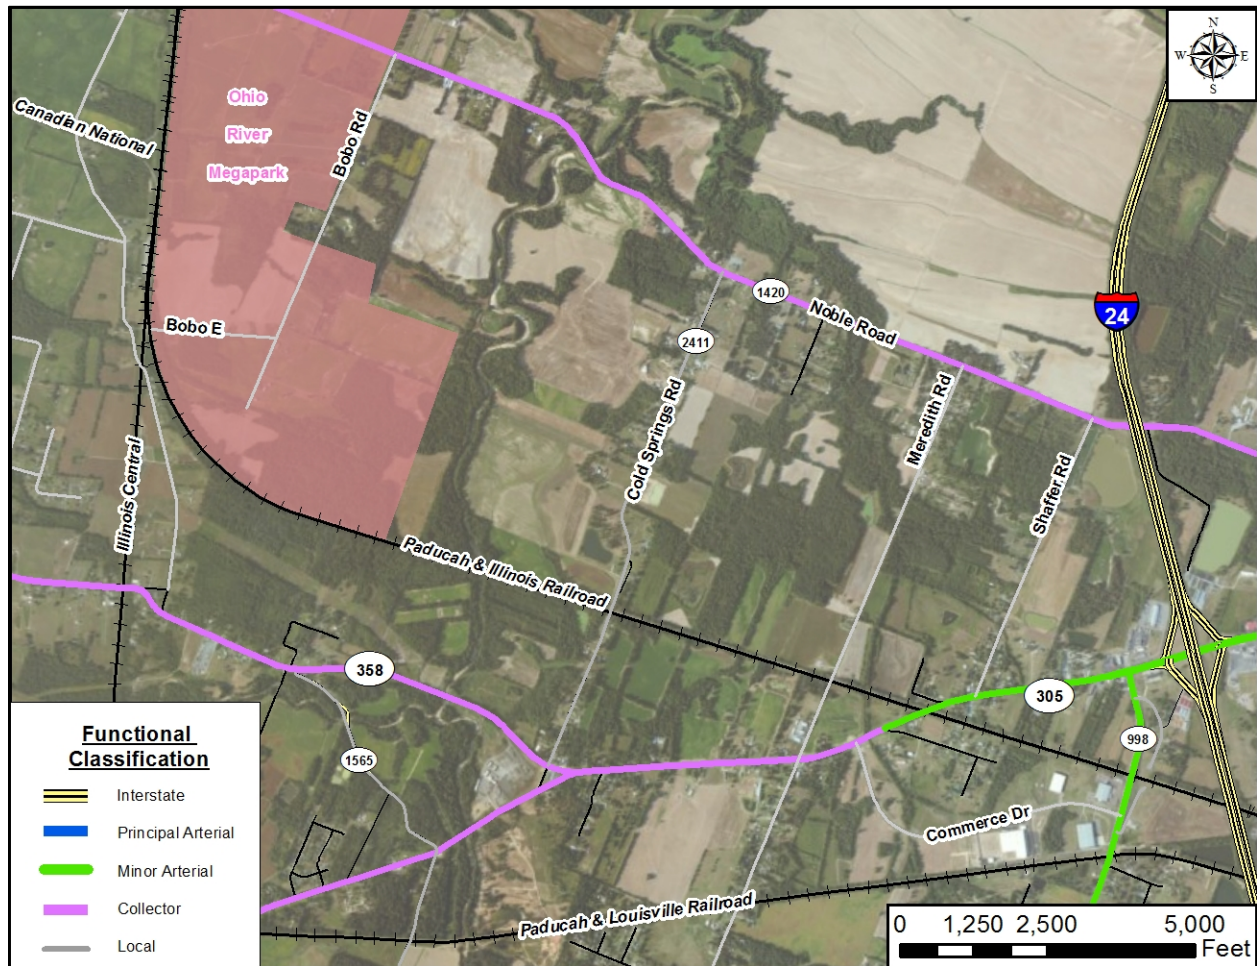 N
W E
S
Canadian National
Ohio
River
Megapark
Bobo Rd
1420
Noble Road
24
Bobo E
2411
Cold Springs Rd
Meredith Rd
Shaffer Rd
Illinois Central
Paducah & Illinois Railroad
358
305
998
1565
Commerce Dr
Paducah & Louisville Railroad
Functional
Classification
Interstate
Principal Arterial
Minor Arterial
Collector
Local
0 1,250 2,500 5,000
Feet